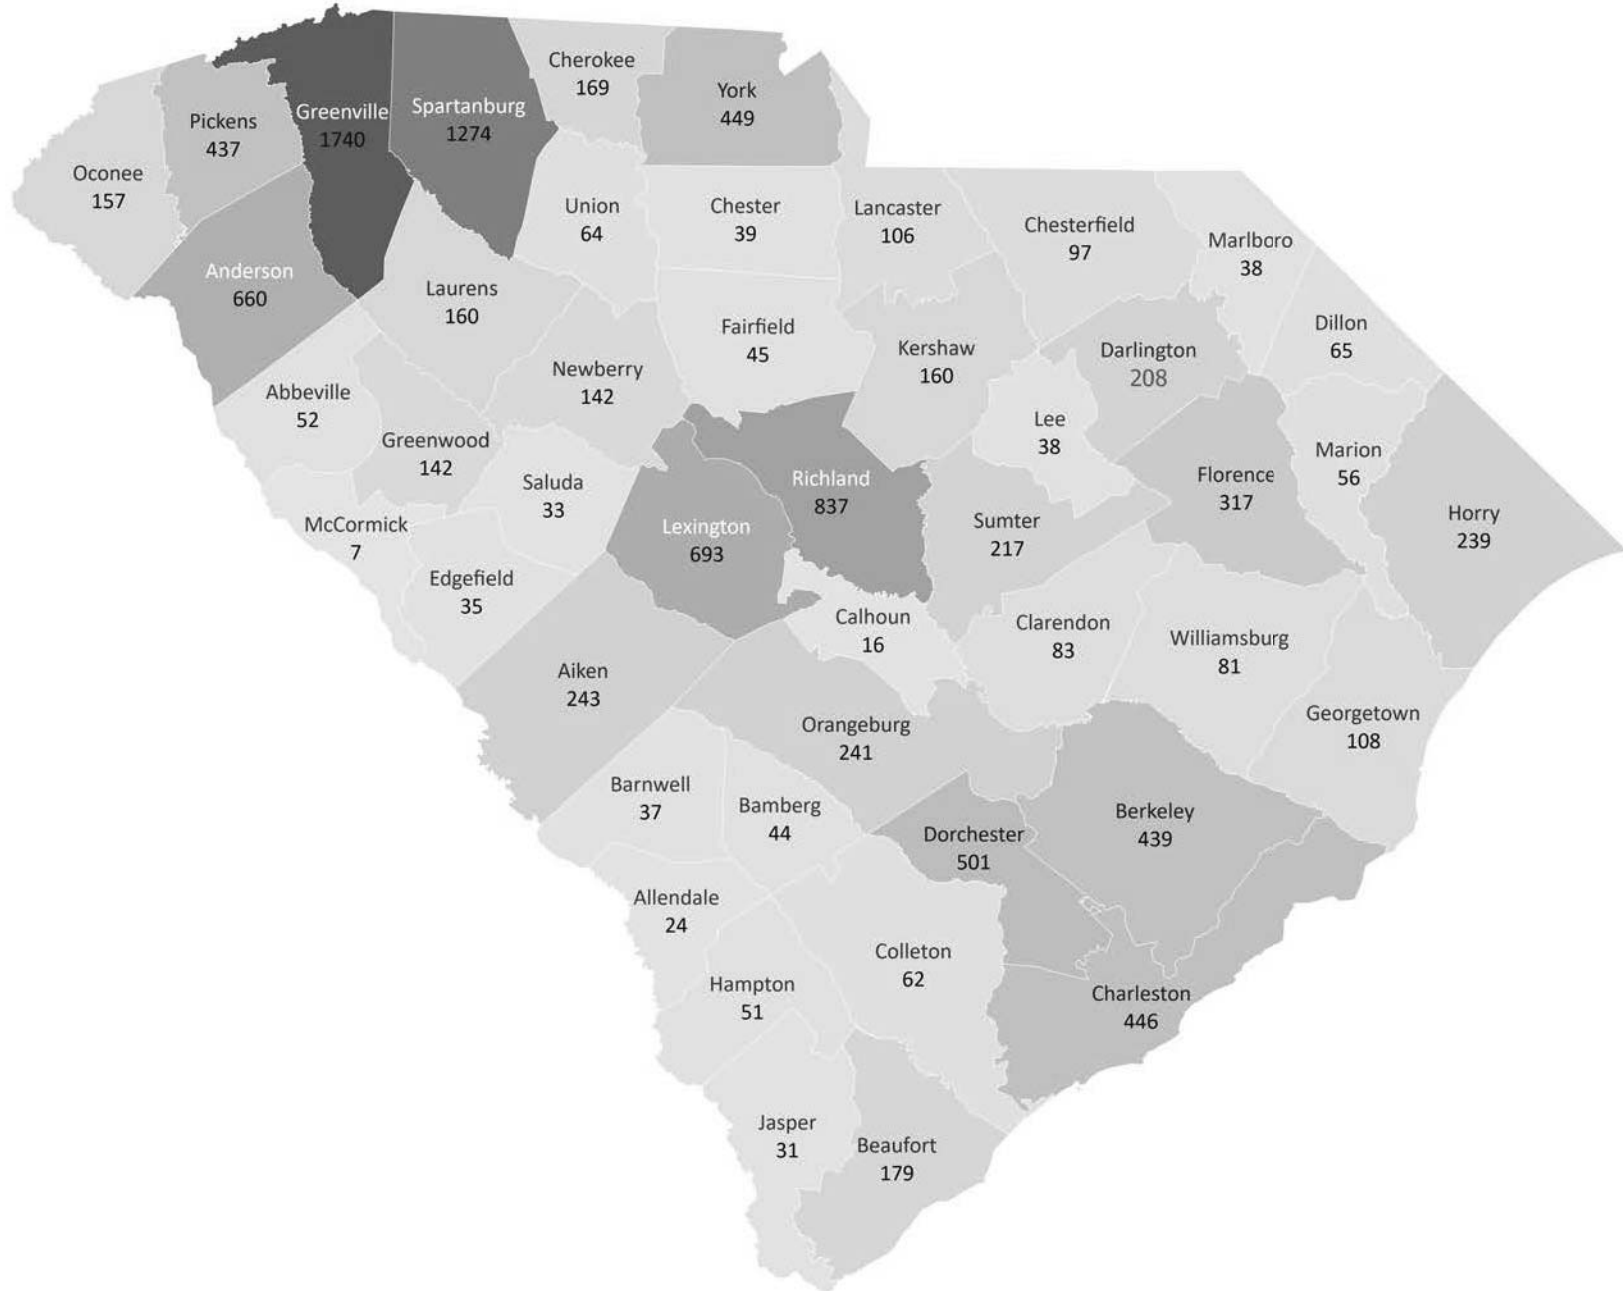 Cherokee
169
York
449
Pickens
437
Greenville
1740
Spartanburg
1274
Oconee
157
Union
64
Chester
39
Lancaster
106
Chesterfield
97
Marlboro
38
Anderson
660
Laurens
160
Fairfield
45
Kershaw
160
Darlington
208
Dillon
65
Abbeville
52
Newberry
142
Greenwood
142
Lee
38
Marion
56
Saluda
33
Richland
837
Florence
317
Horry
239
McCormick
7
Lexington
693
Sumter
217
Edgefield
35
Calhoun
16
Clarendon
83
Williamsburg
81
Aiken
243
Orangeburg
241
Georgetown
108
Barnwell
37
Bamberg
44
Dorchester
501
Berkeley
439
Allendale
24
Colleton
62
Hampton
51
Charleston
446
Jasper
31
Beaufort
179